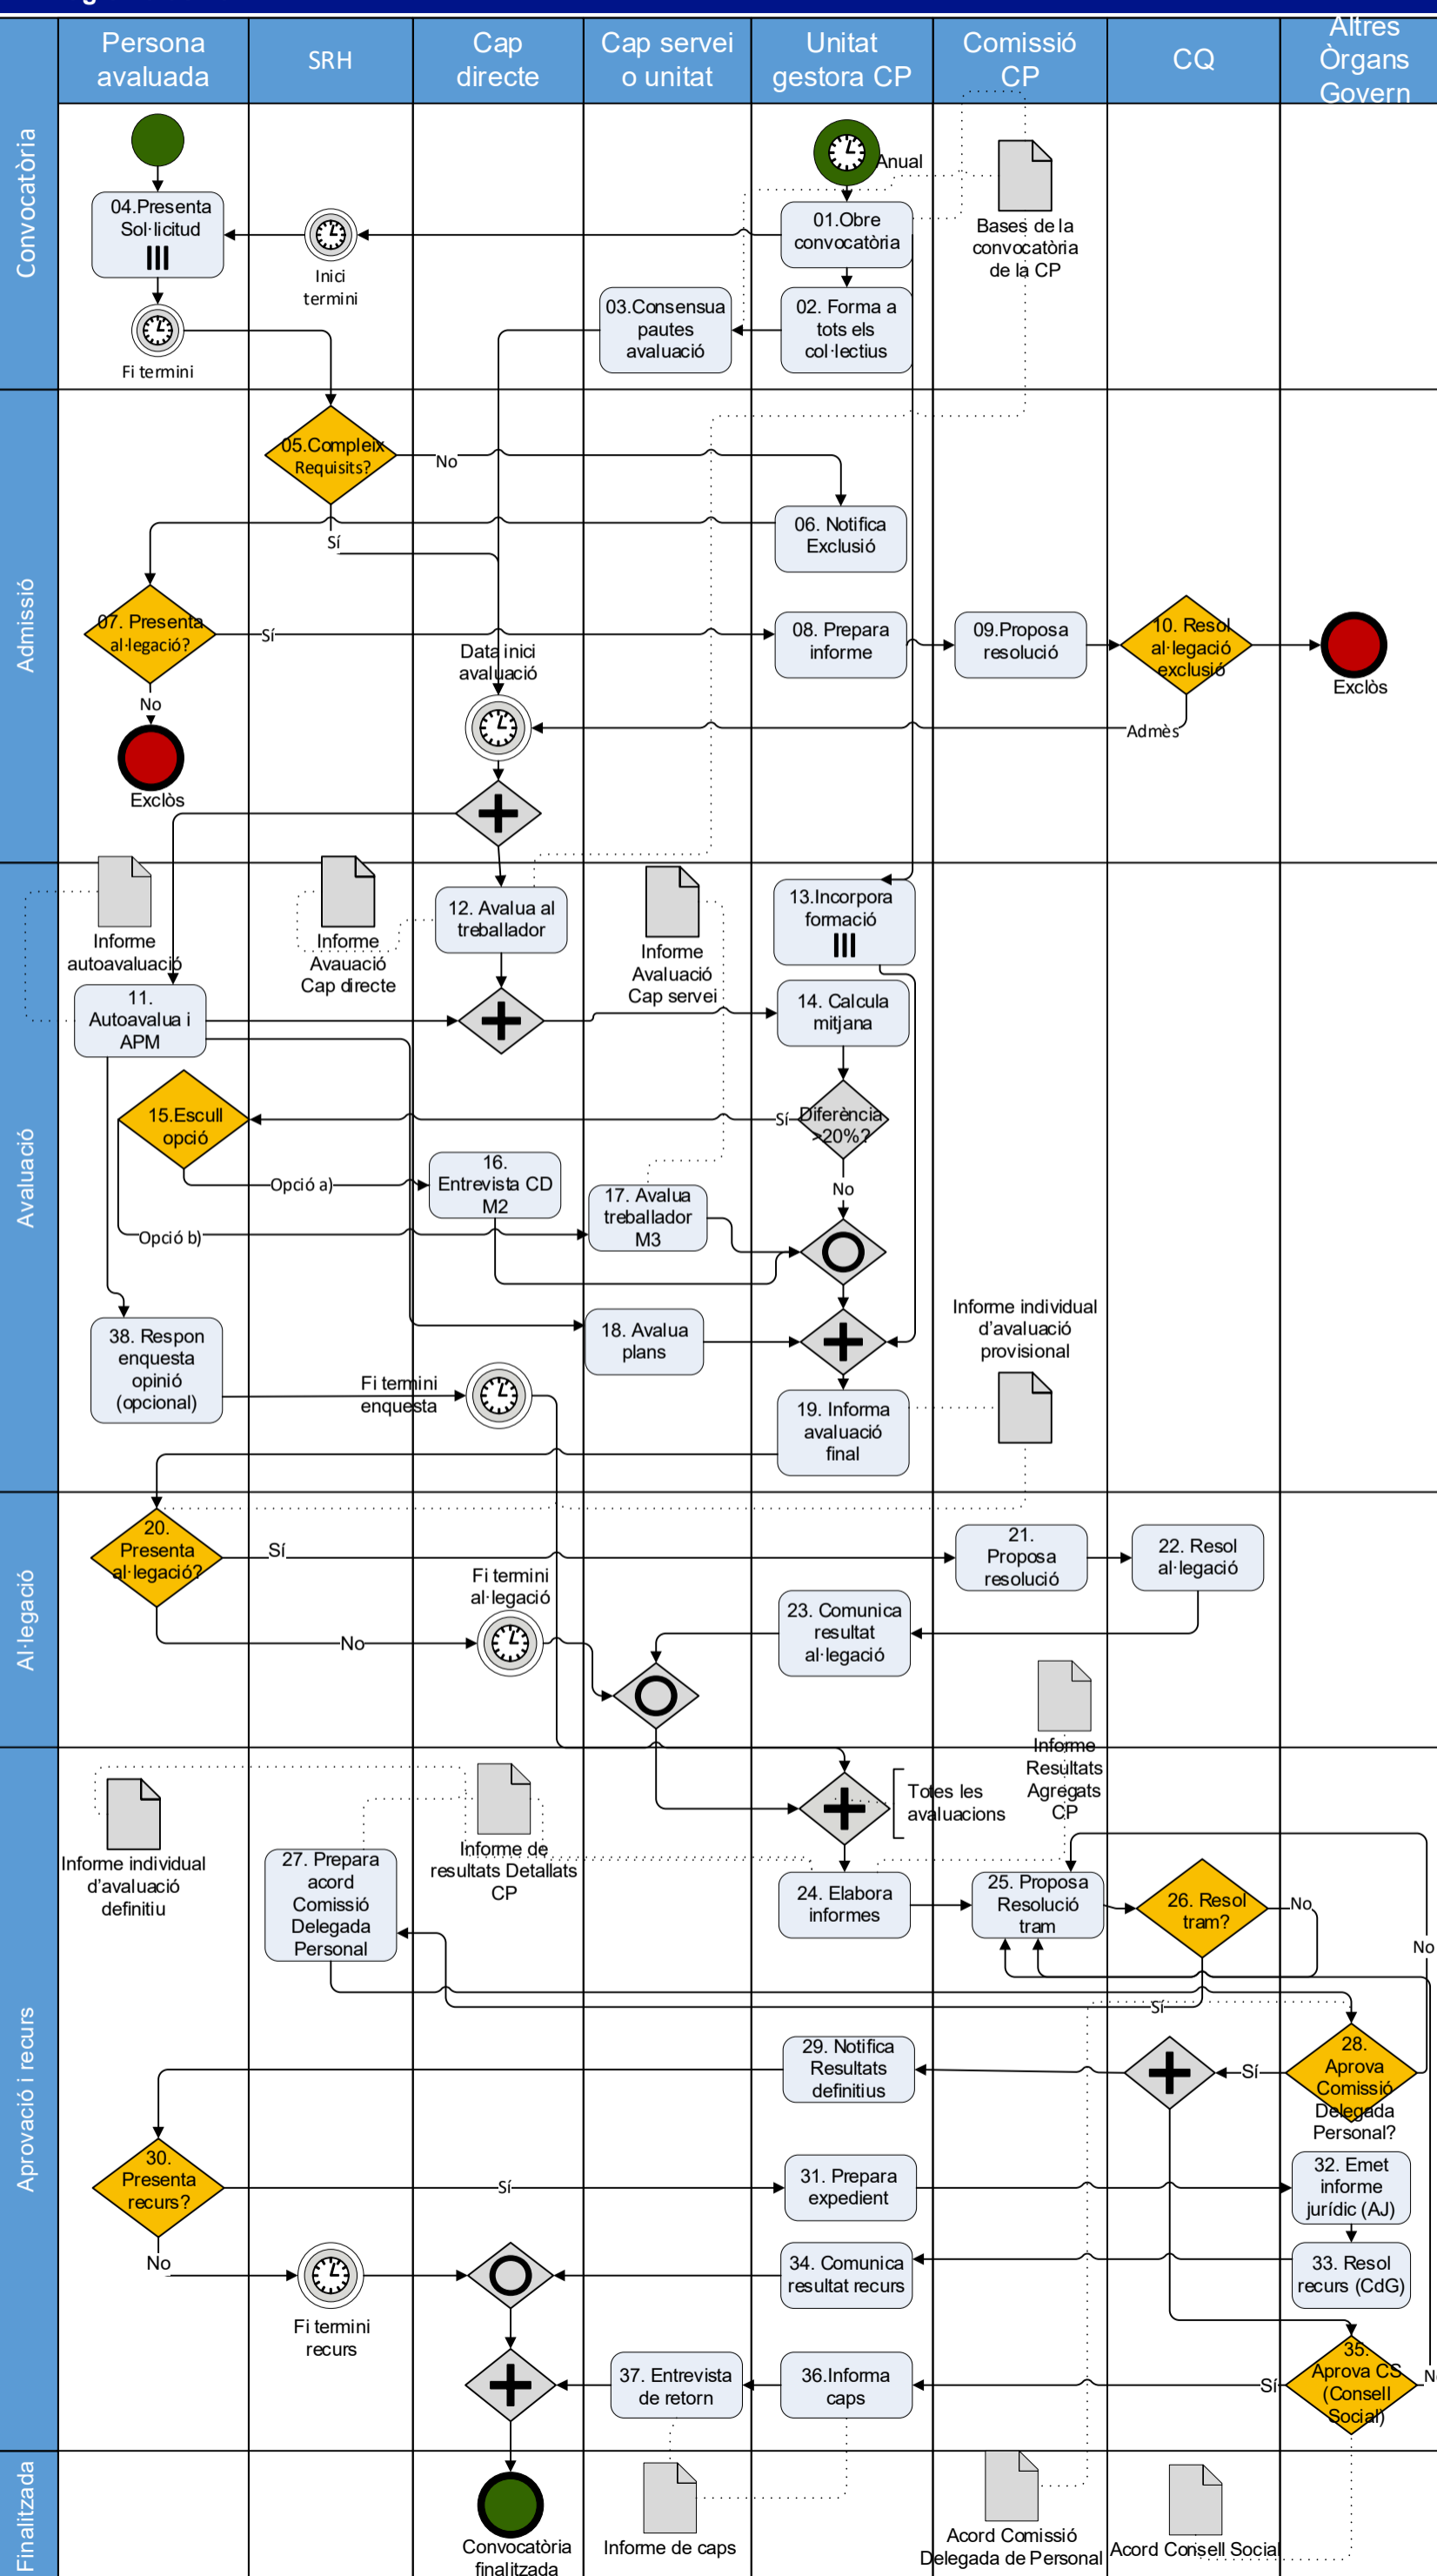 Persona
avaluada
SRH
Cap
directe
Cap servei
o unitat
Unitat
gestora CP
Comissió
CP
CQ
Altres
Òrgans
Govern
Convocatòria
Anual
04.Presenta
Sol·licitud
Inici
termini
01.Obre
convocatòria
Bases de la
convocatòria
de la CP
03.Consensua
pautes
avaluació
02. Forma a
tots els
col·lectius
Fi termini
Admissió
05.Compleix
Requisits?
No
Sí
06. Notifica
Exclusió
07. Presenta
al·legació?
Sí
No
Exclòs
08. Prepara
informe
09.Proposa
resolució
10. Resol
al·legació
exclusió
Exclòs
Admès
Data inici
avaluació
Avaluació
Informe
autoavaluació
Informe
Avauació
Cap directe
12. Avalua al
treballador
Informe
Avaluació
Cap servei
13.Incorpora
formació
11.
Autoavalua i
APM
14. Calcula
mitjana
15.Escull
opció
Sí
Diferència
>20%?
No
Opció a)
16.
Entrevista CD
M2
Opció b)
17. Avalua
treballador
M3
38. Respon
enquesta
opinió
(opcional)
18. Avalua
plans
Informe individual
d’avaluació
provisional
Fi termini
enquesta
19. Informa
avaluació
final
Al·legació
20.
Presenta
al·legació?
Sí
No
Fi termini
al·legació
21.
Proposa
resolució
22. Resol
al·legació
23. Comunica
resultat
al·legació
Informe
Resultats
Agregats
CP
Aprovació i recurs
Totes les
avaluacions
Informe individual
d’avaluació
definitiu
27. Prepara
acord
Comissió
Delegada
Personal
Informe de
resultats Detallats
CP
24. Elabora
informes
25. Proposa
Resolució
tram
26. Resol
tram?
No
No
Sí
29. Notifica
Resultats
definitius
Sí
28.
Aprova
Comissió
Delegada
Personal?
30.
Presenta
recurs?
Sí
No
31. Prepara
expedient
32. Emet
informe
jurídic (AJ)
34. Comunica
resultat recurs
33. Resol
recurs (CdG)
Fi termini
recurs
37. Entrevista
de retorn
36.Informa
caps
Sí
35.
Aprova CS
(Consell
Social)
Finalitzada
Convocatòria
finalitzada
Informe de caps
Acord Comissió
Delegada de Personal
Acord Consell Social